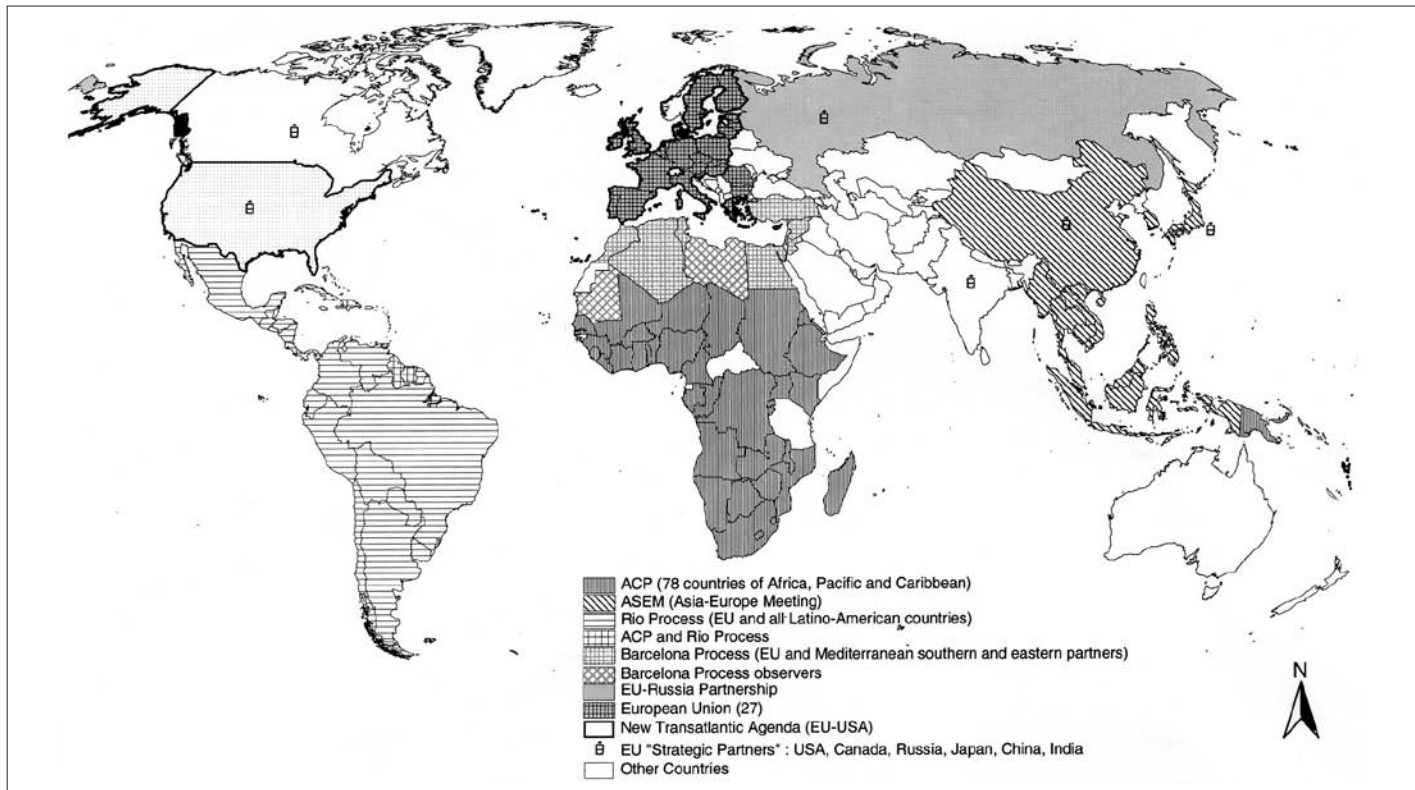 ACP (78 countries of Africa, Pacific and Caribbean)
ASEM (Asia-Europe Meeting)
Rio Process (EU and all Latino-American countries)
ACP and Rio Process
Barcelona Process (EU and Mediterranean southern and eastern partners)
Barcelona Process observers
EU-Russia Partnership
European Union (27)
New Transatlantic Agenda (EU-USA)
EU "Strategic Partners" : USA, Canada, Russia, Japan, China, India
Other Countries
N